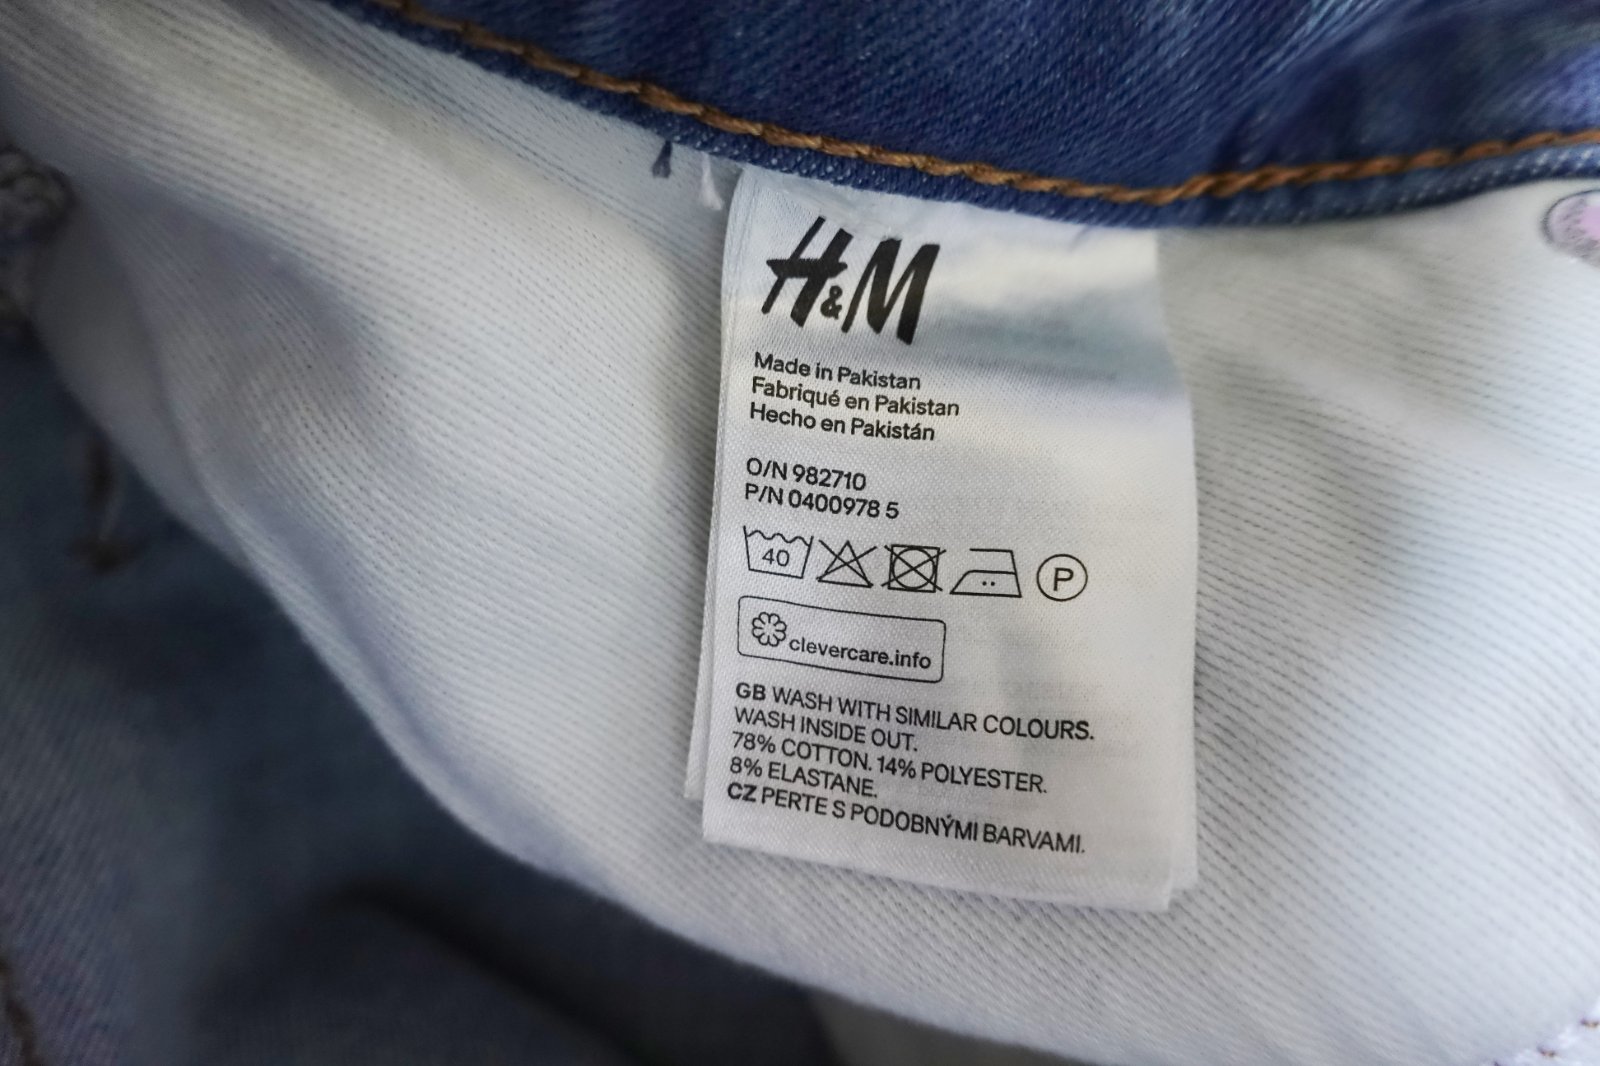 H&M
Made in Pakistan
Fabriqué en Pakistan
Hecho en Pakistán
O/N 982710
P/N 0400978 5
40
P
clevercare.info
GB WASH WITH SIMILAR COLOURS.
WASH INSIDE OUT.
78% COTTON. 14% POLYESTER.
8% ELASTANE.
CZ PERTE S PODOBNÝMI BARVAMI.